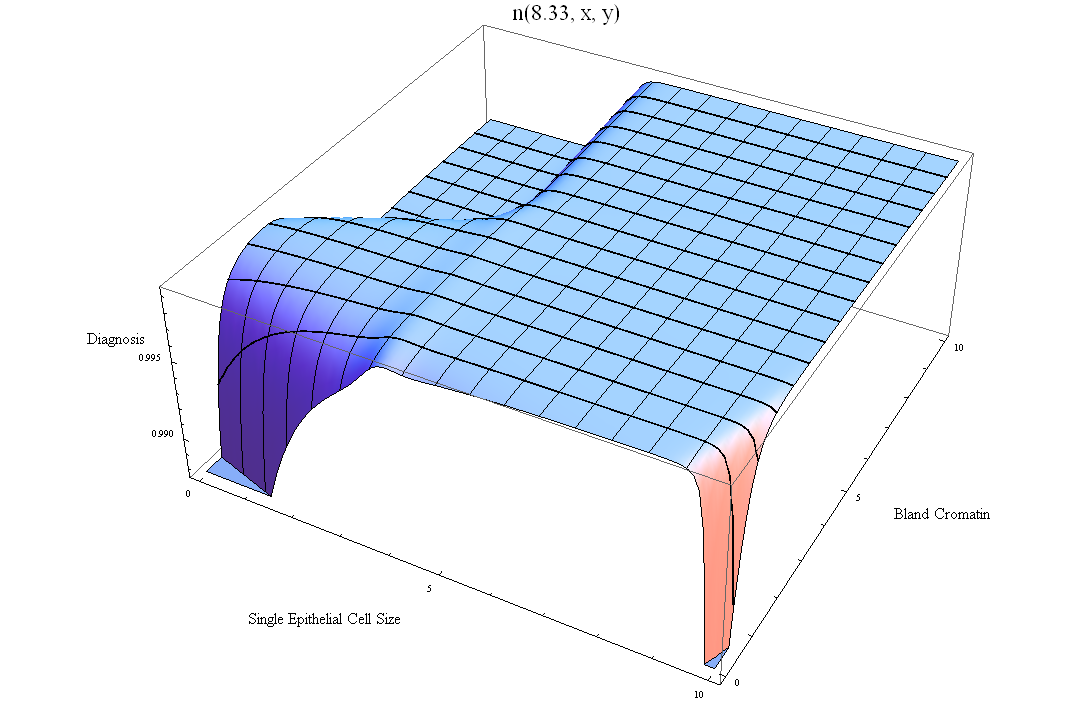 n(8.33, x, y)
Diagnosis
0.995
0.990
0
5
10
Single Epithelial Cell Size
0
5
10
Bland Cromatin